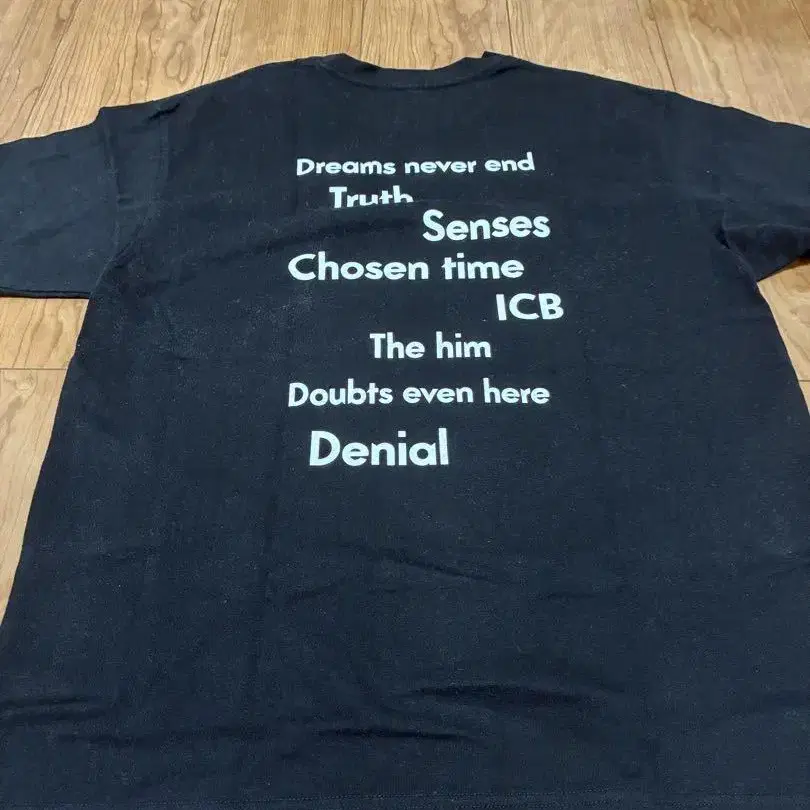 Dreams never end
Truth
Senses
Chosen time
ICB
The him
Doubts even here
Denial